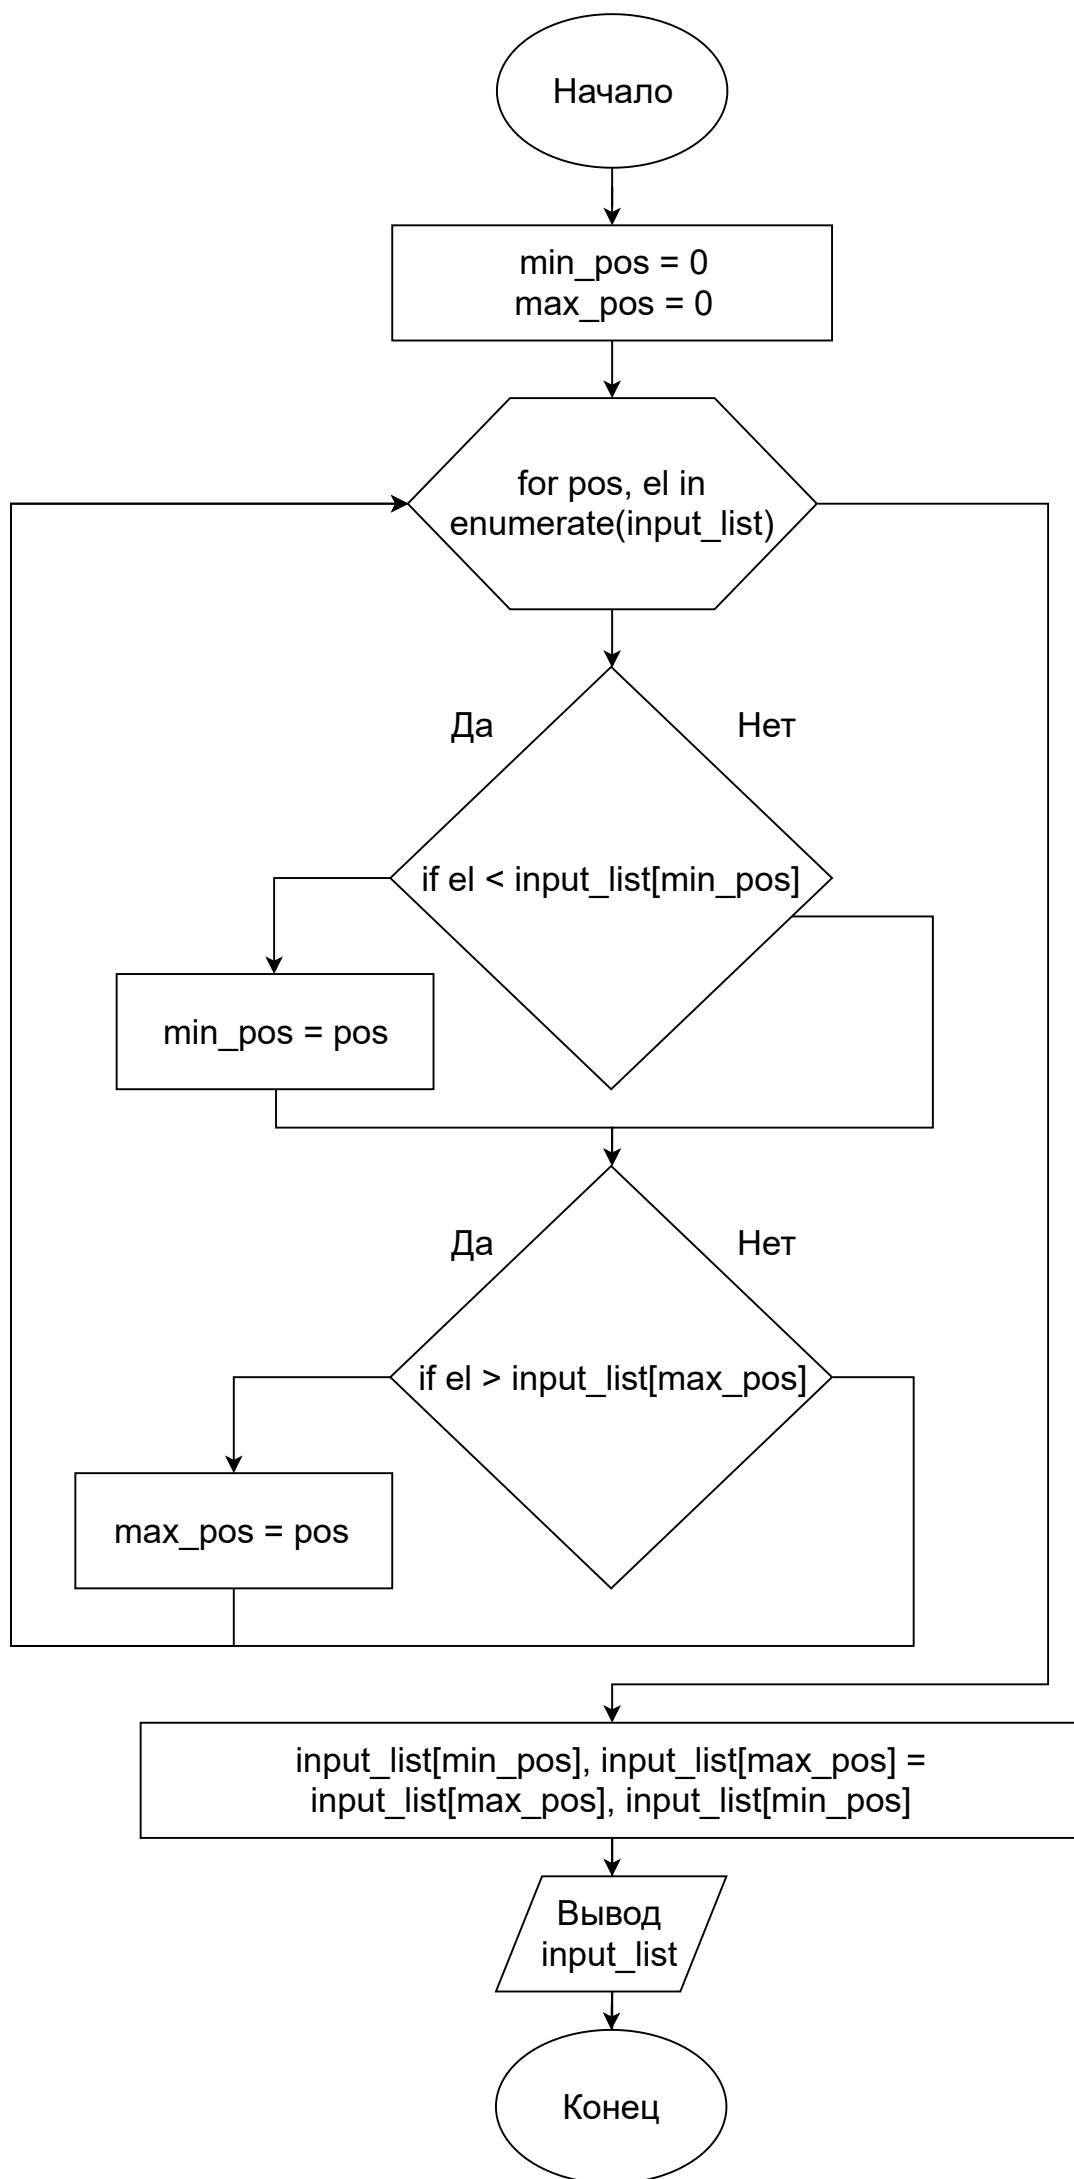 Начало
min_pos = 0
max_pos = 0
for pos, el in
enumerate(input_list)
Да
Нет
if el < input_list[min_pos]
min_pos = pos
Да
Нет
if el > input_list[max_pos]
max_pos = pos
input_list[min_pos], input_list[max_pos] =
input_list[max_pos], input_list[min_pos]
Вывод
input_list
Конец